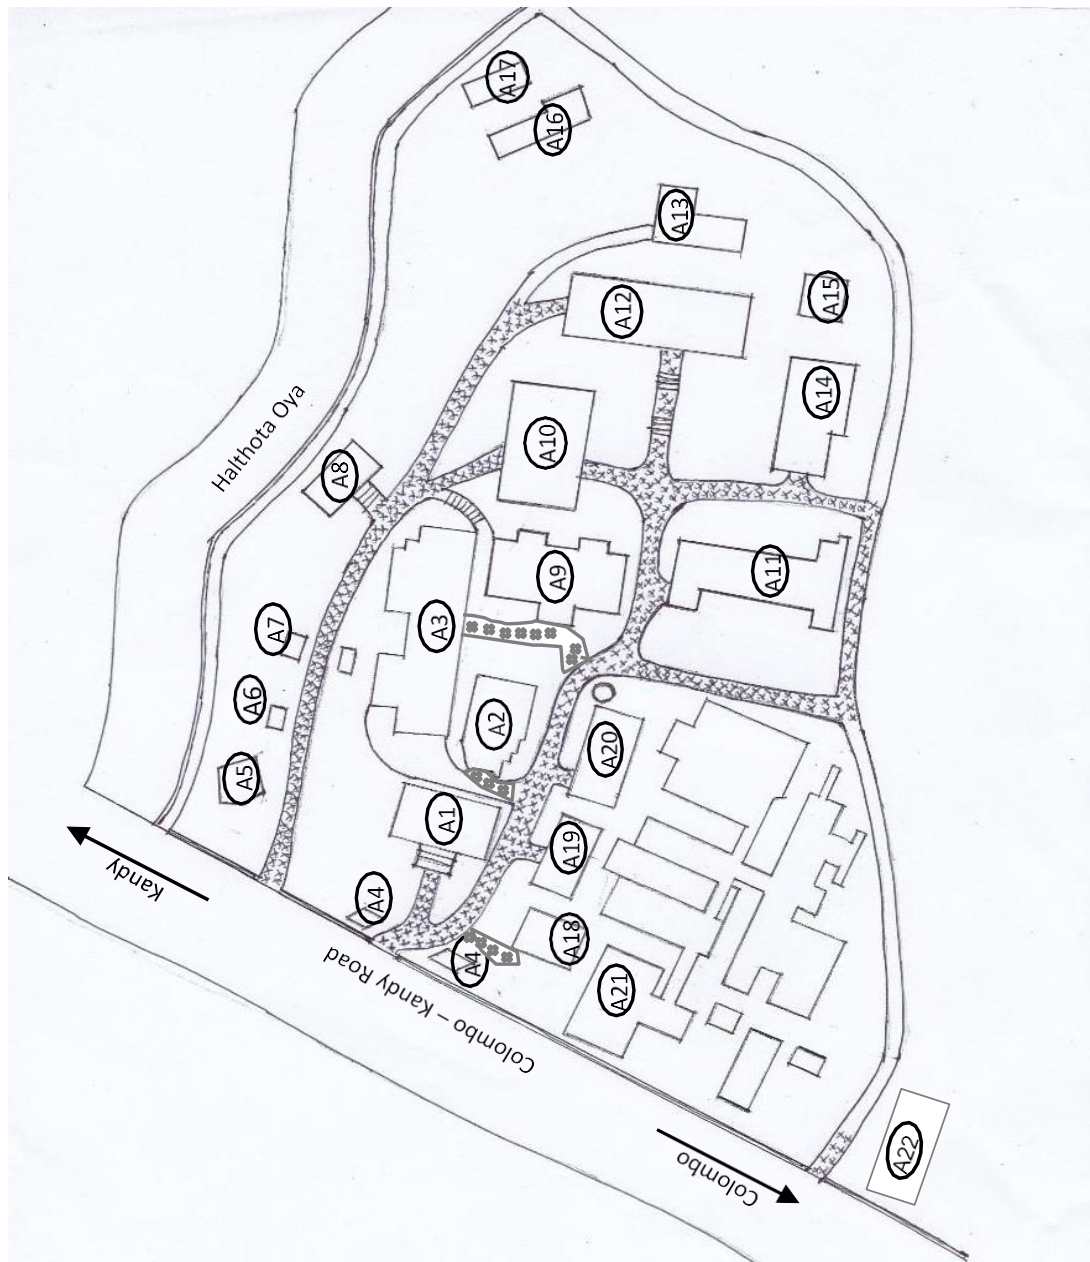 A17
A16
A13
A15
A12
A14
Halthota Oya
A10
A8
A11
A9
A7
A3
A6
A2
A20
A5
A1
A19
Kandy
A4
A18
A4
A21
Colombo – Kandy Road
Colombo
A22